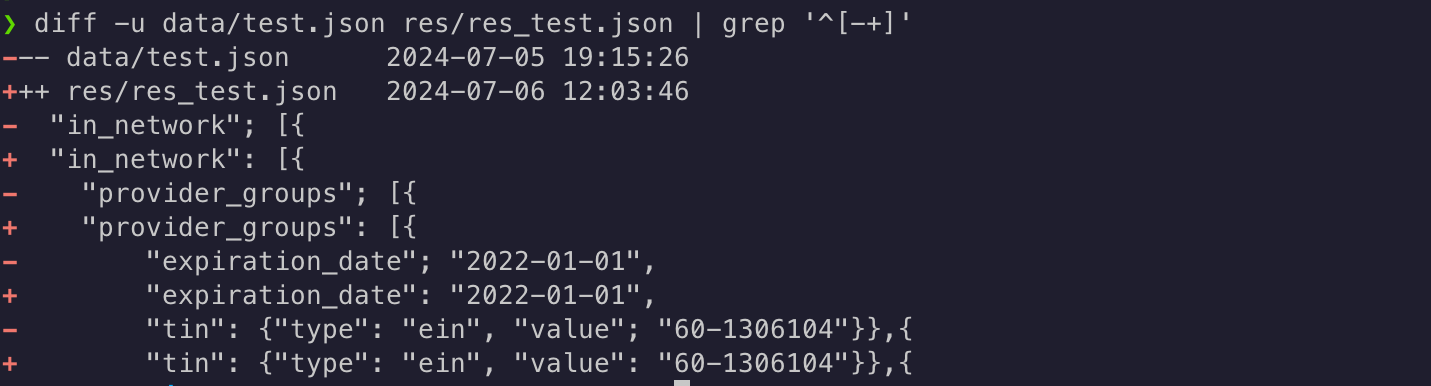 ❯ diff -u data/test.json res/res_test.json | grep '^[-+]'
--- data/test.json      2024-07-05 19:15:26
+++ res/res_test.json   2024-07-06 12:03:46
-  "in_network"; [{
+  "in_network": [{
-    "provider_groups"; [{
+    "provider_groups": [{
-        "expiration_date"; "2022-01-01",
+        "expiration_date": "2022-01-01",
-        "tin": {"type": "ein", "value"; "60-1306104"}},{
+        "tin": {"type": "ein", "value": "60-1306104"}},{